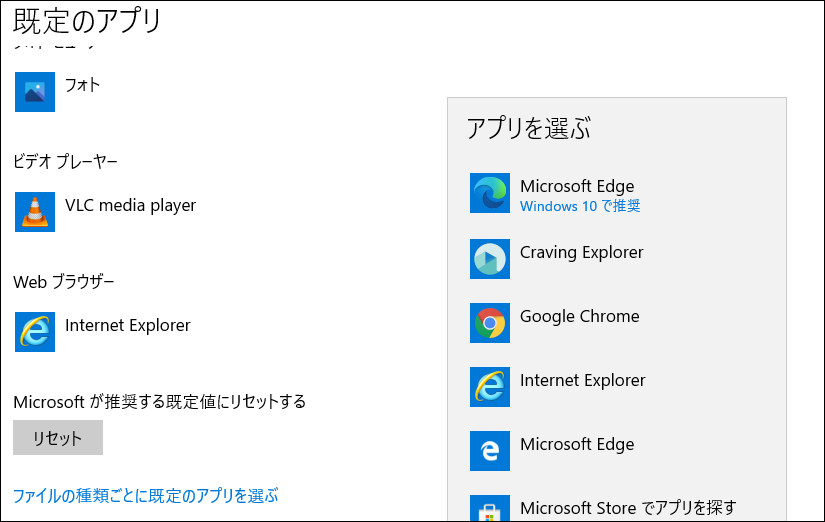 既定のアプリ
フォト
ビデオ プレーヤー
VLC media player
Web ブラウザー
Internet Explorer
Microsoft が推奨する既定値にリセットする
リセット
ファイルの種類ごとに既定のアプリを選ぶ
アプリを選ぶ
Microsoft Edge
Windows 10 で推奨
Craving Explorer
Google Chrome
Internet Explorer
Microsoft Edge
Microsoft Store でアプリを探す